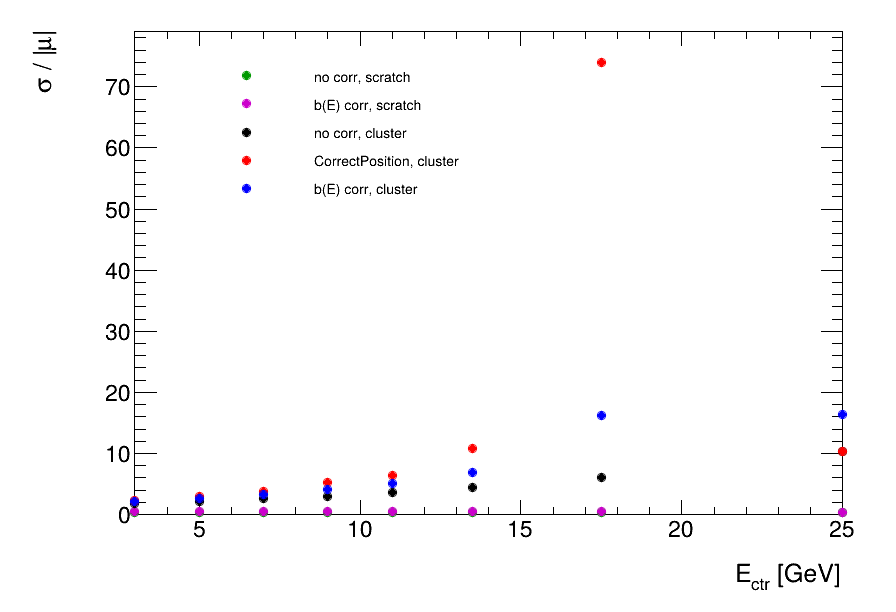 σ / |μ|
70
60
50
40
30
20
10
0
no corr, scratch
b(E) corr, scratch
no corr, cluster
CorrectPosition, cluster
b(E) corr, cluster
5 10 15 20 25
E_ctr [GeV]